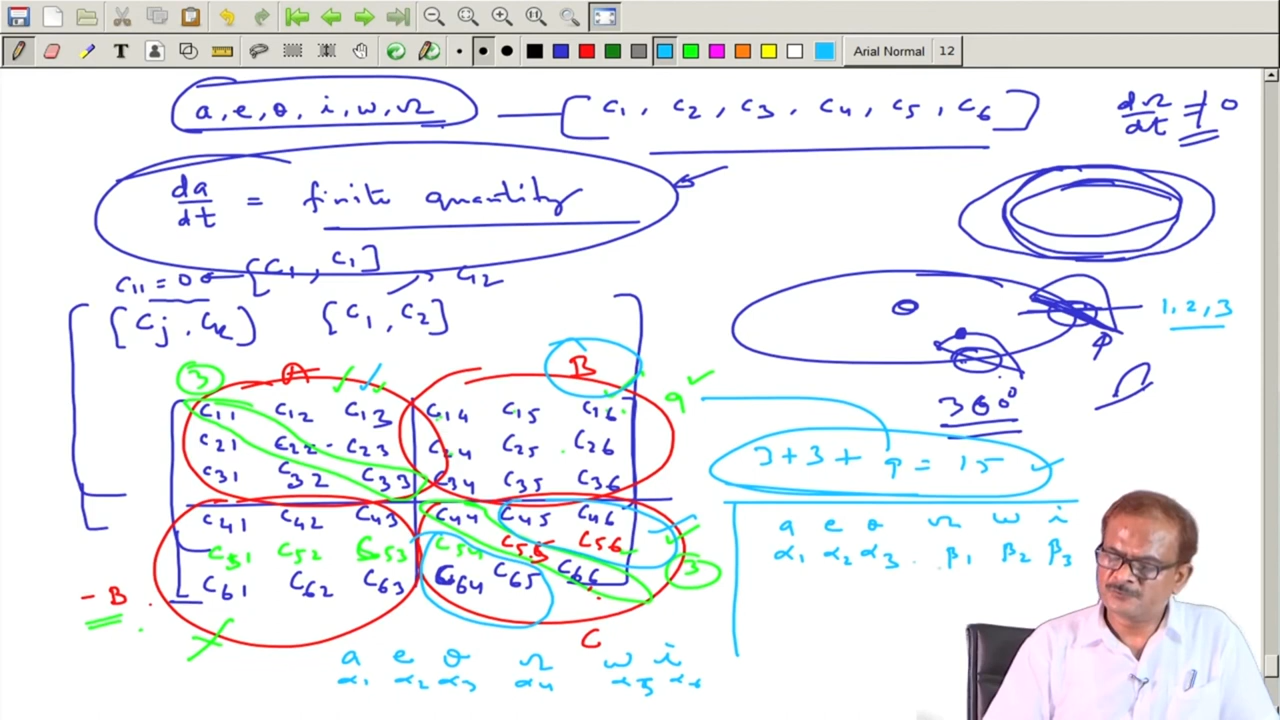 Arial Normal 12
a, e, θ, i, ω, Ω — [ C1, C2, C3, C4, C5, C6 ]
dΩ/dt ≠ 0
da/dt = finite quantity
C11 = 0 ← [C1, C1] C12
[Cj, Ck] [C1, C2]
1, 2, 3
P
360°
3 A B
C11 C12 C13 C14 C15 C16 9
C21 C22 C23 C24 C25 C26
C31 C32 C33 C34 C35 C36
3 + 3 + 9 = 15
C41 C42 C43 C44 C45 C46
C51 C52 C53 C54 C55 C56
C61 C62 C63 C64 C65 C66 3
- B
C
a e θ Ω ω i
α1 α2 α3 β1 β2 β3
a e θ Ω ω i
α1 α2 α3 α4 α5 α6